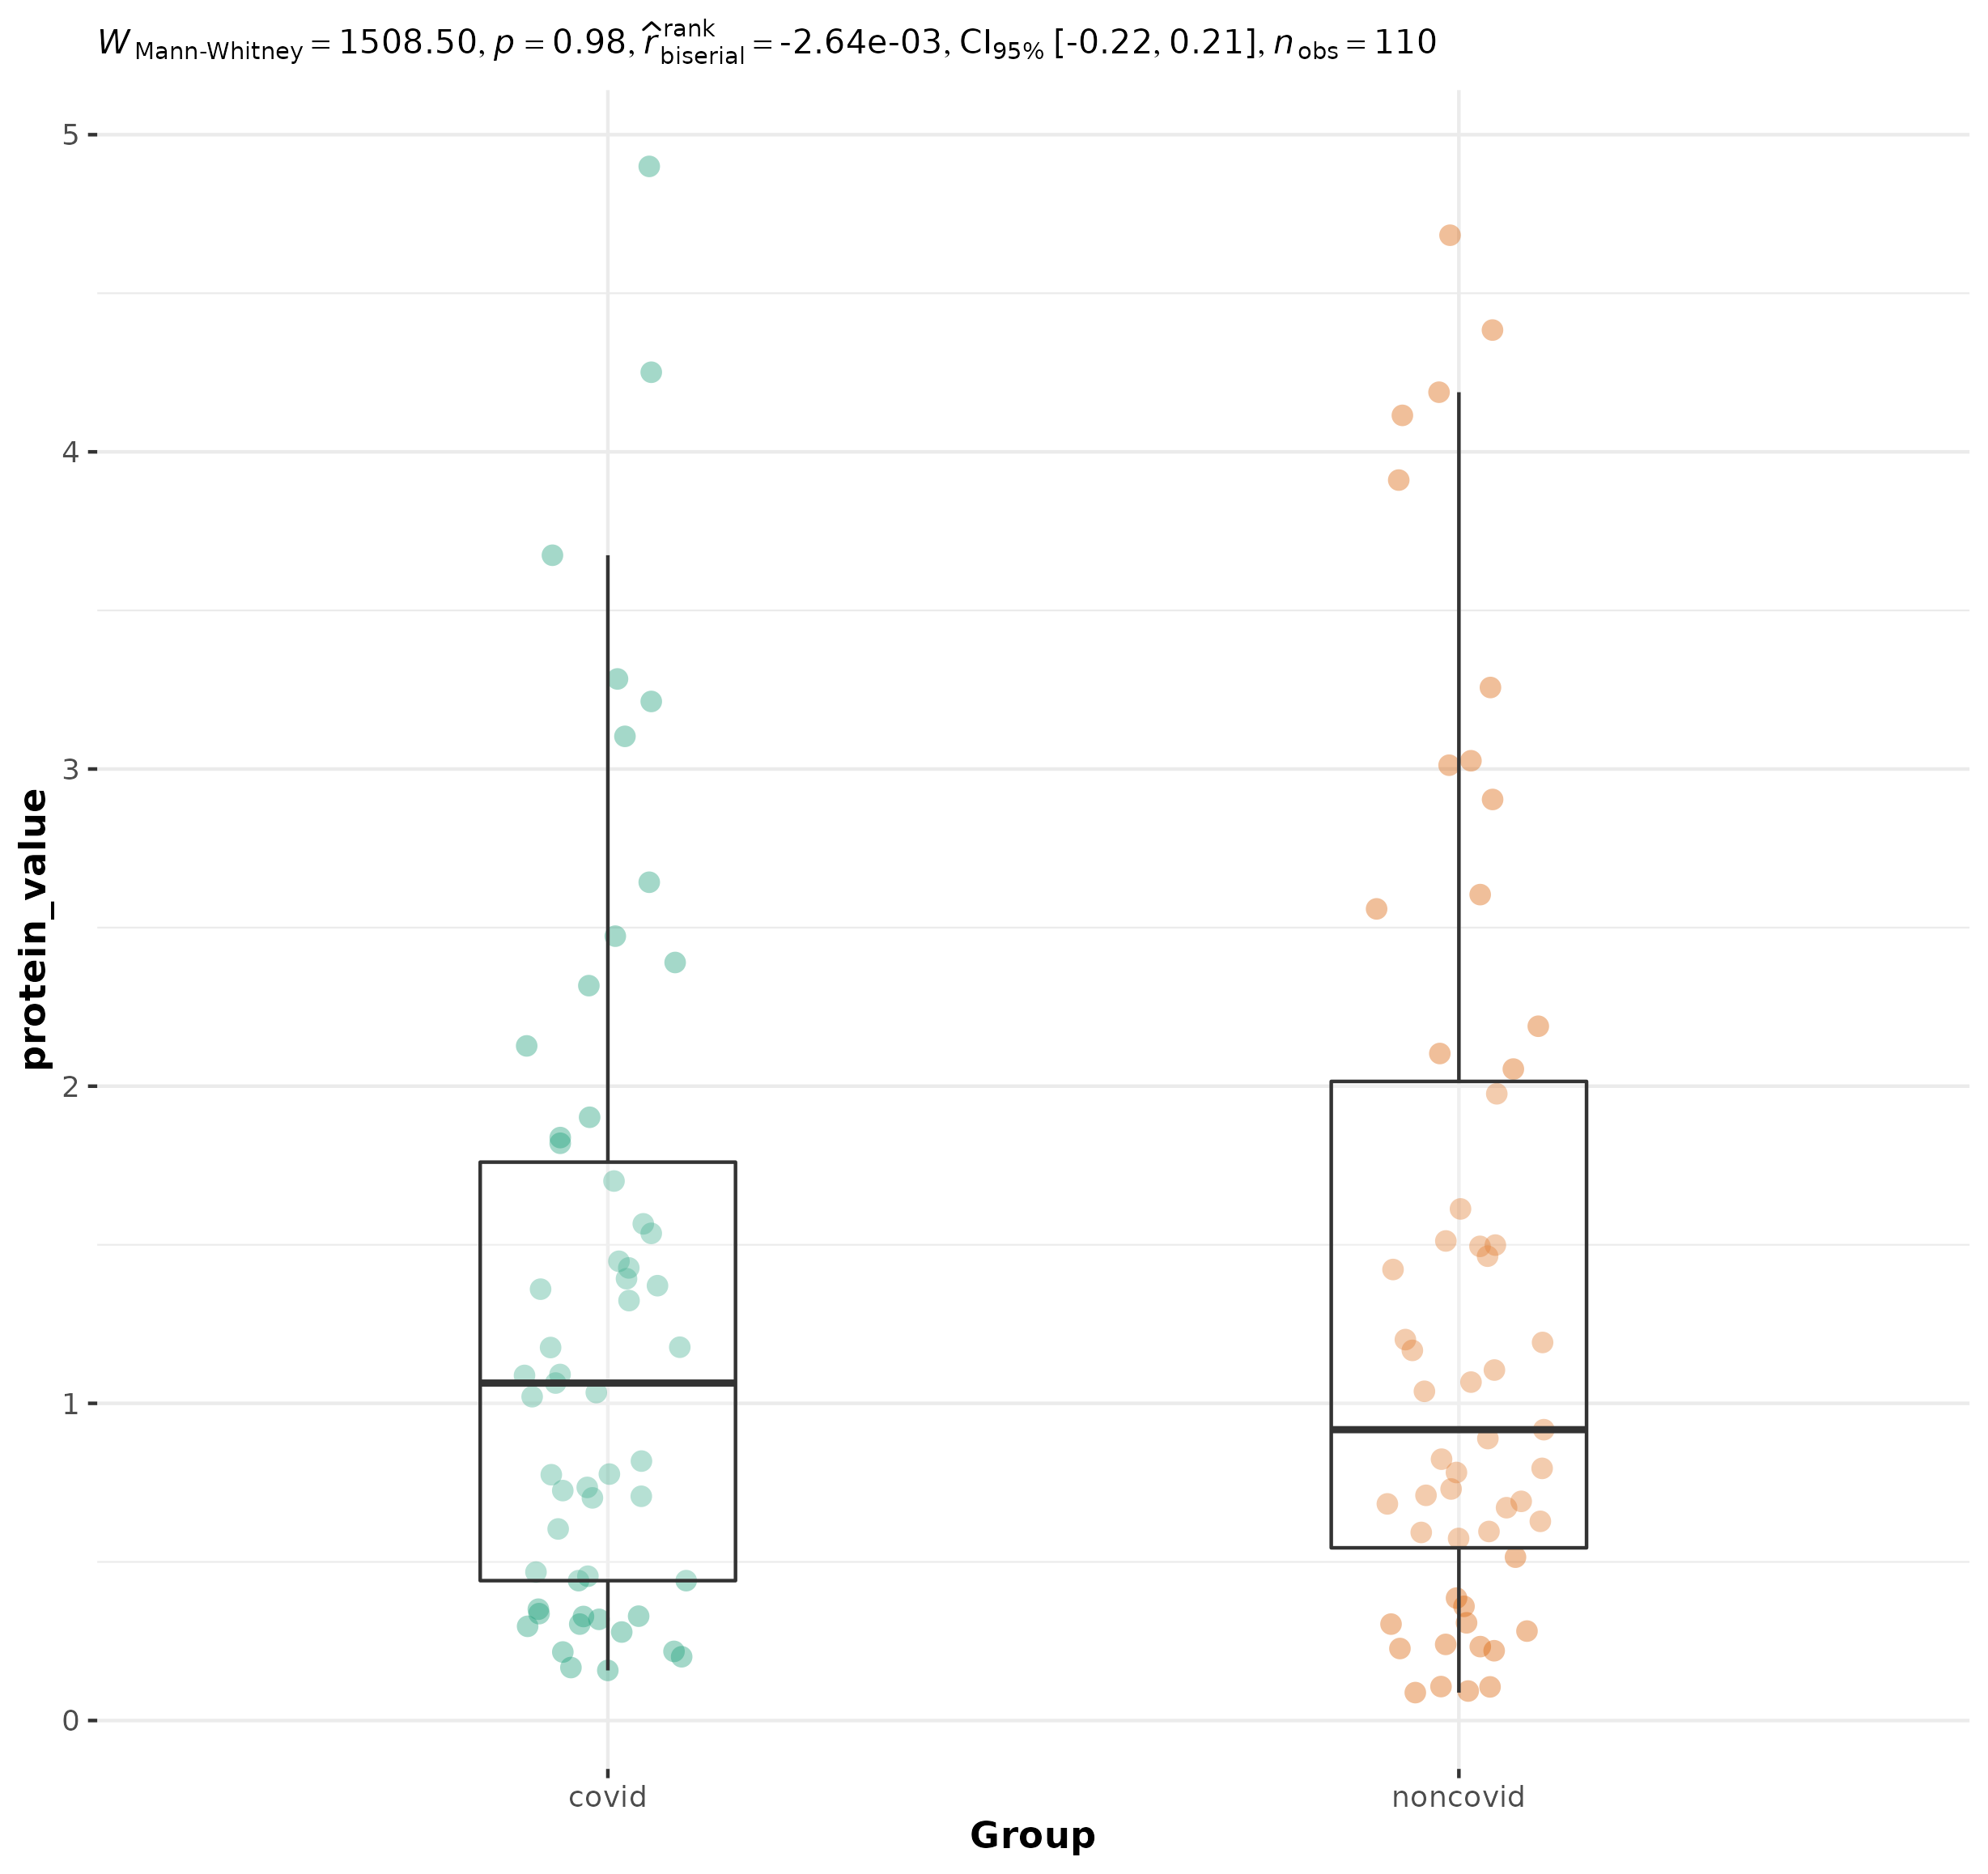 W Mann-Whitney = 1508.50, p = 0.98, r̂ rank biserial = -2.64e-03, CI95% [-0.22, 0.21], n obs = 110
5
4
3
2
1
0
protein_value
covid noncovid
Group